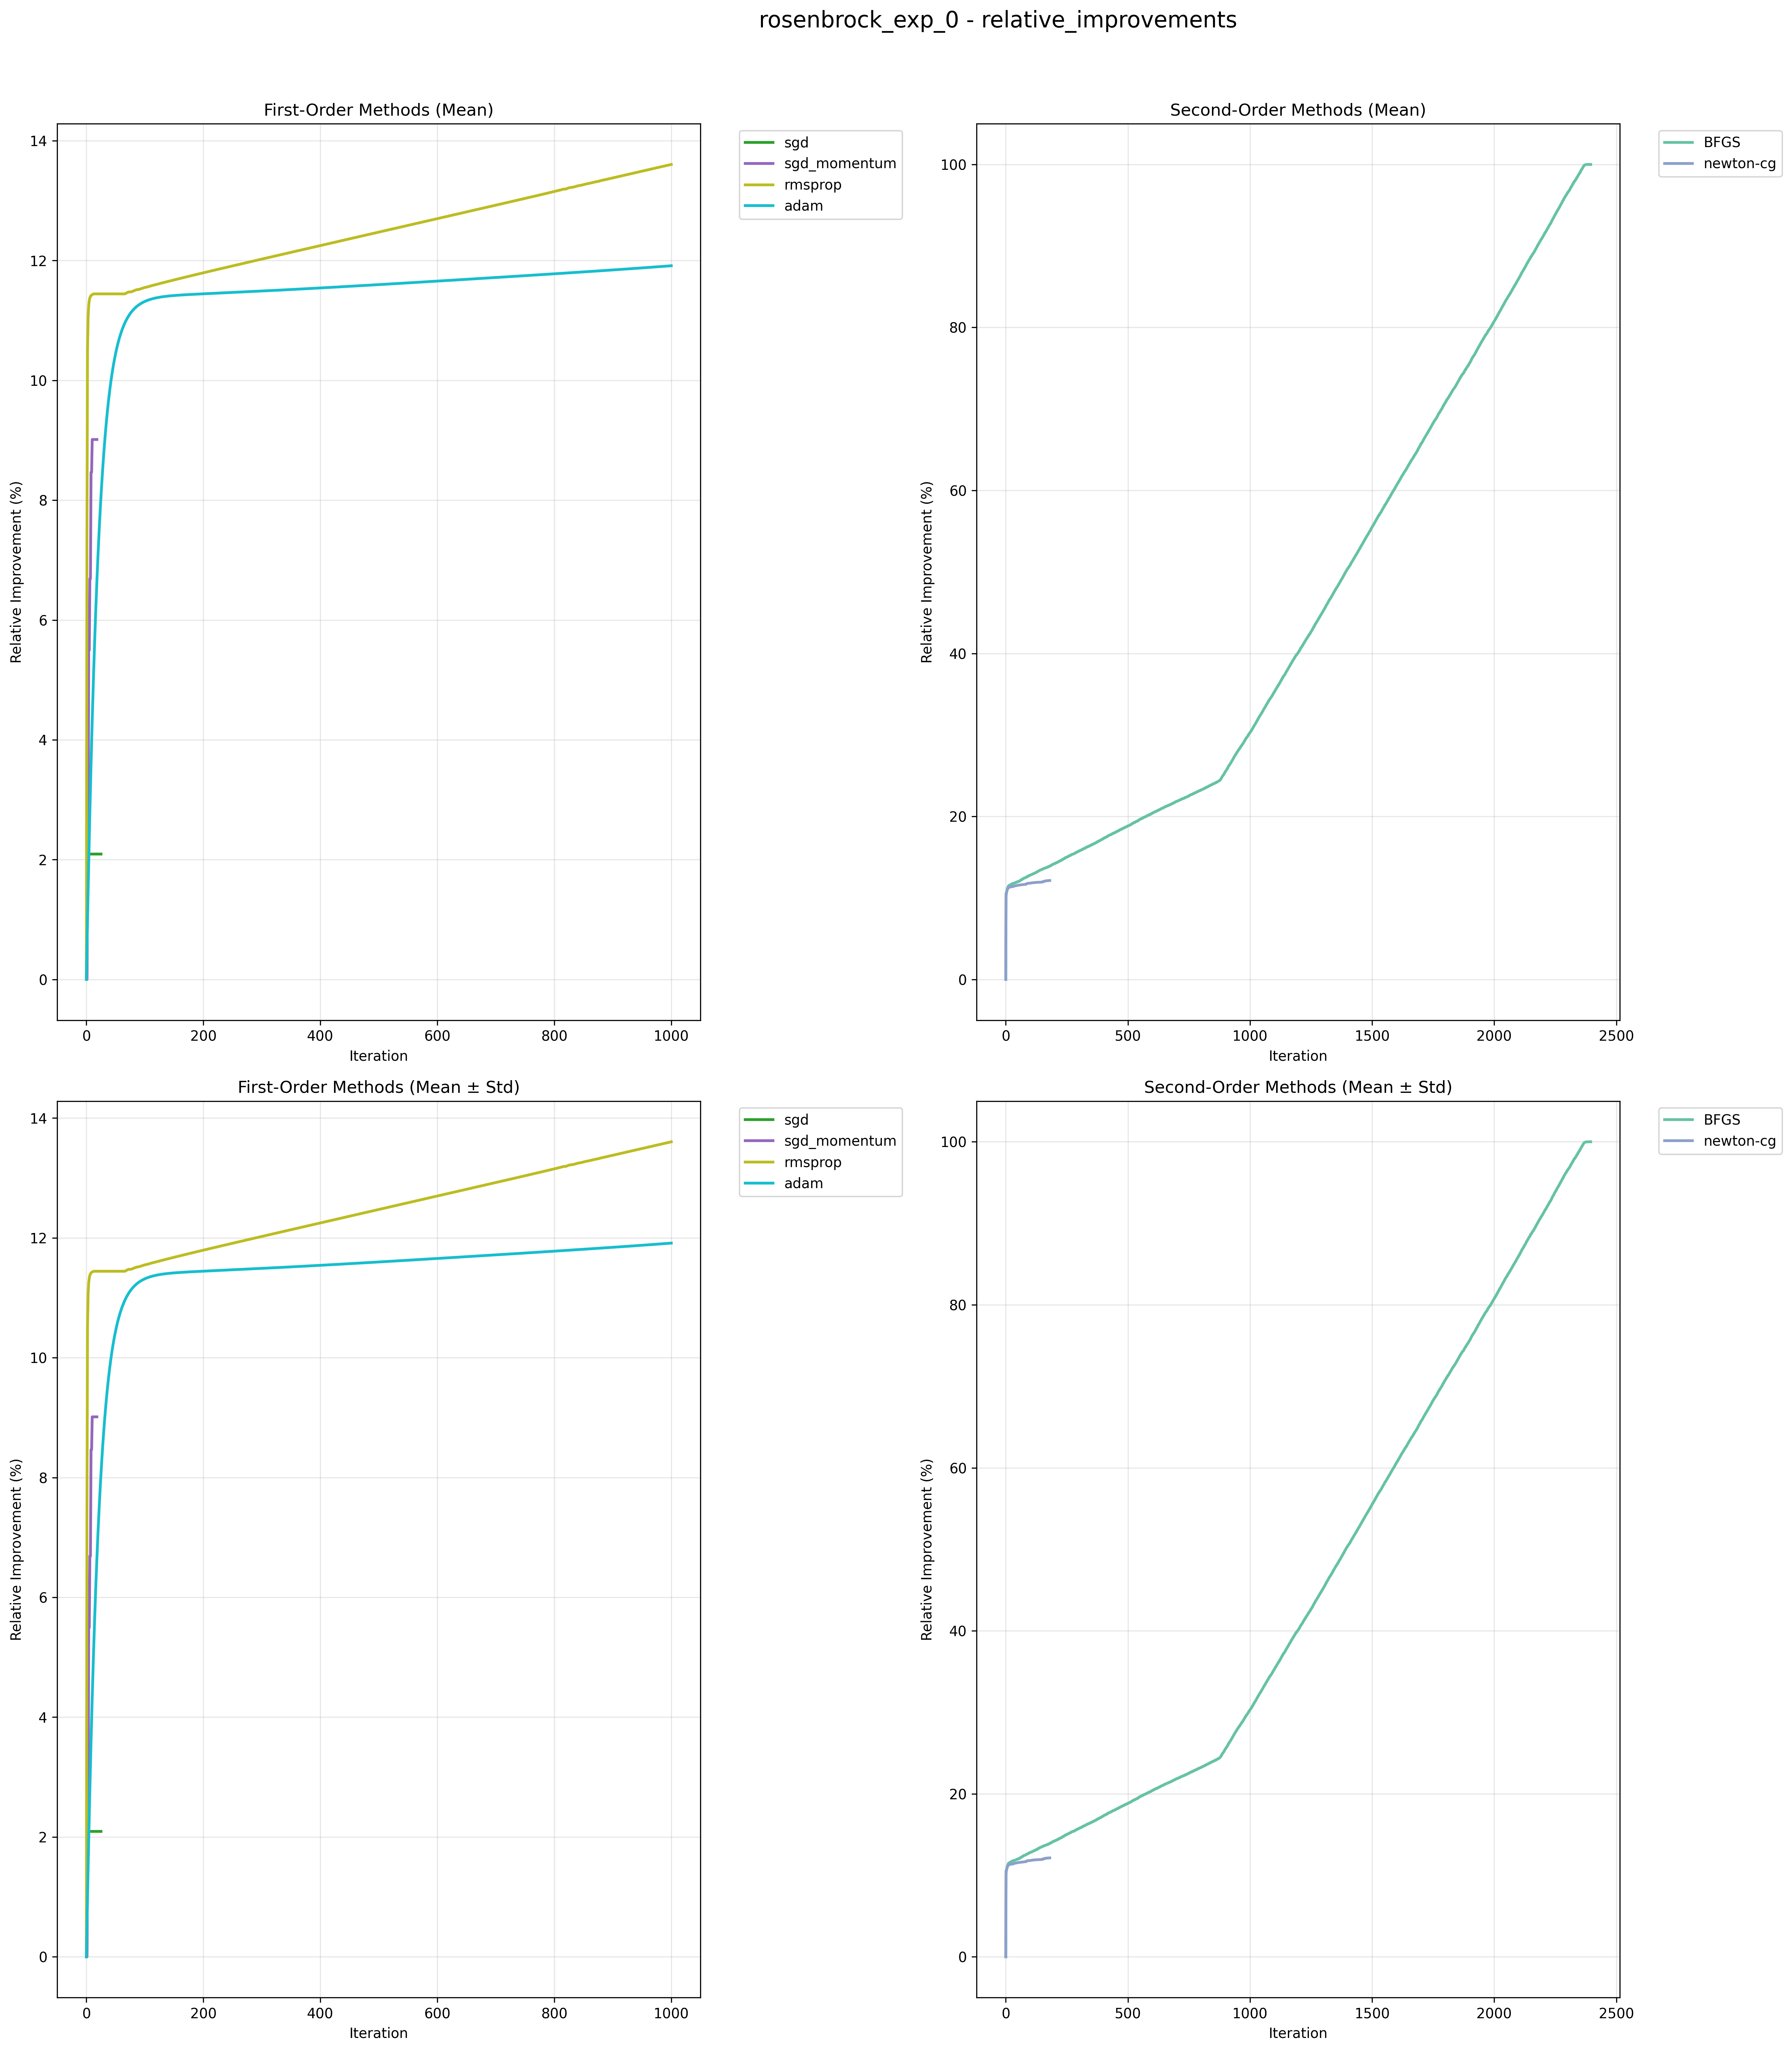 rosenbrock_exp_0 - relative_improvements
First-Order Methods (Mean)
14
12
10
8
6
4
2
0
Relative Improvement (%)
0 200 400 600 800 1000
Iteration
sgd
sgd_momentum
rmsprop
adam
Second-Order Methods (Mean)
100
80
60
40
20
0
Relative Improvement (%)
0 500 1000 1500 2000 2500
Iteration
BFGS
newton-cg
First-Order Methods (Mean ± Std)
14
12
10
8
6
4
2
0
Relative Improvement (%)
0 200 400 600 800 1000
Iteration
sgd
sgd_momentum
rmsprop
adam
Second-Order Methods (Mean ± Std)
100
80
60
40
20
0
Relative Improvement (%)
0 500 1000 1500 2000 2500
Iteration
BFGS
newton-cg